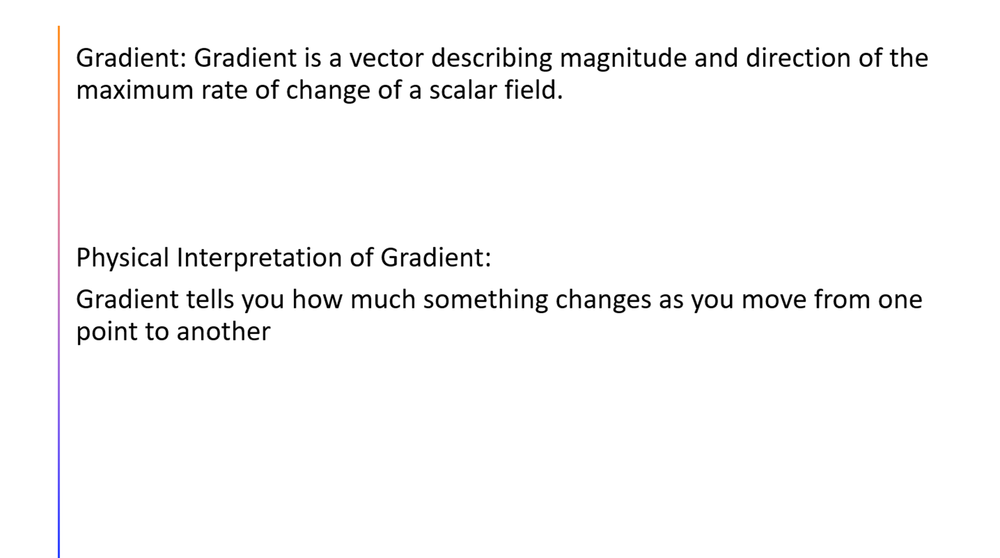 Gradient: Gradient is a vector describing magnitude and direction of the
maximum rate of change of a scalar field.
Physical Interpretation of Gradient:
Gradient tells you how much something changes as you move from one
point to another